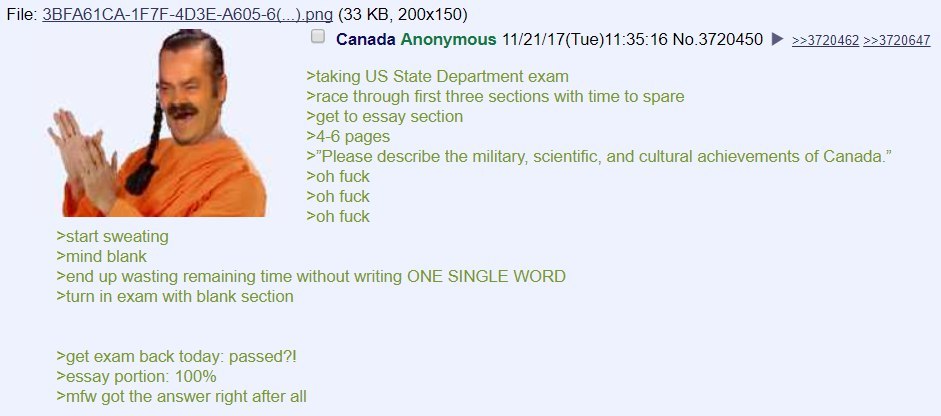 File: 3BFA61CA-1F7F-4D3E-A605-6(...).png (33 KB, 200x150)
Canada Anonymous 11/21/17(Tue)11:35:16 No.3720450 ▶ >>3720462 >>3720647
>taking US State Department exam
>race through first three sections with time to spare
>get to essay section
>4-6 pages
>”Please describe the military, scientific, and cultural achievements of Canada.”
>oh fuck
>oh fuck
>oh fuck
>start sweating
>mind blank
>end up wasting remaining time without writing ONE SINGLE WORD
>turn in exam with blank section
>get exam back today: passed?!
>essay portion: 100%
>mfw got the answer right after all